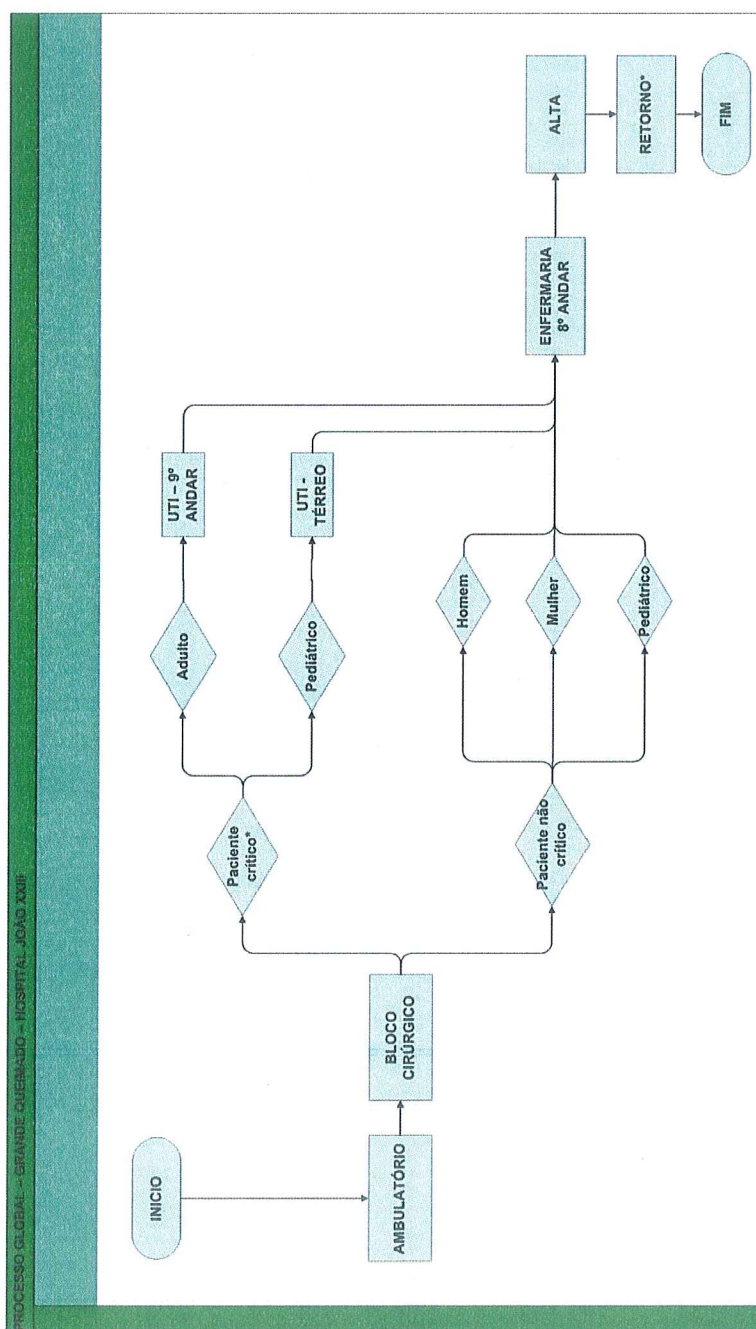 PROCESSO GLOBAL – GRANDE QUEIMADO – HOSPITAL JOÃO XXIII
INICIO
AMBULATÓRIO
BLOCO
CIRÚRGICO
Paciente
crítico*
Paciente não
crítico
Adulto
Pediátrico
Homem
Mulher
Pediátrico
UTI – 9º
ANDAR
UTI -
TÉRREO
ENFERMARIA
8º ANDAR
ALTA
RETORNO*
FIM